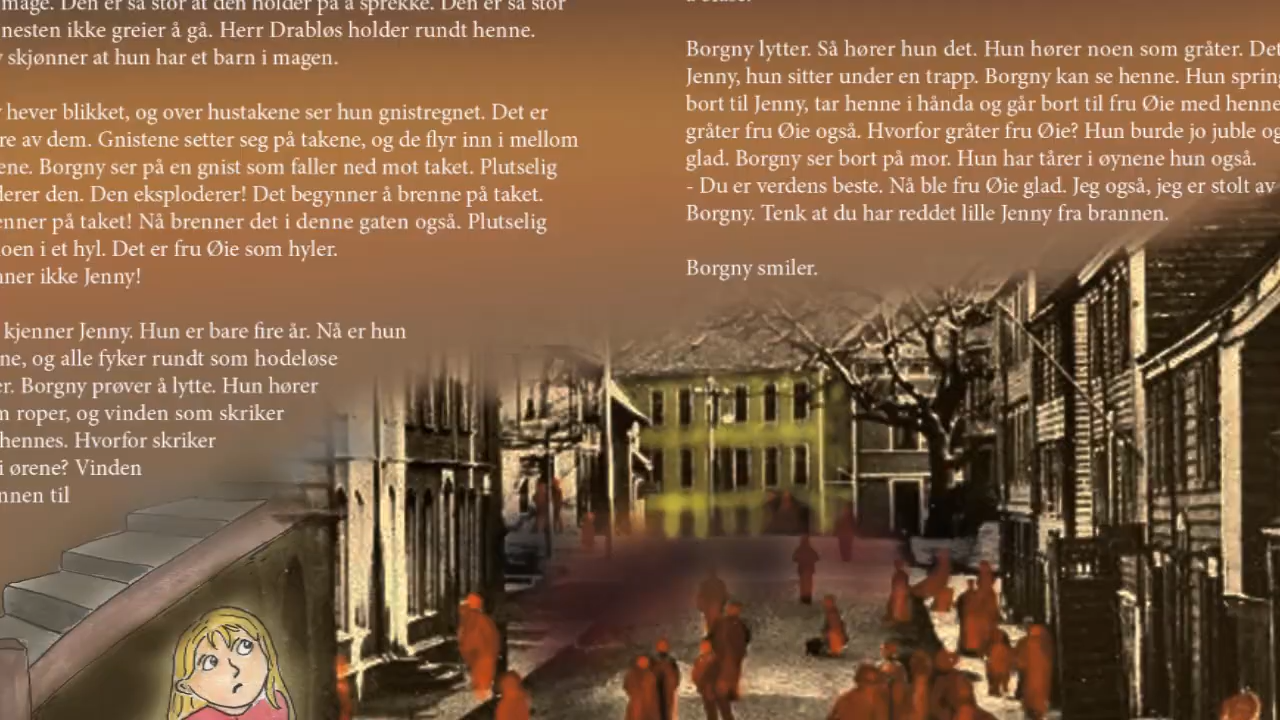 mage. Den er så stor at den holder på å sprekke. Den er så stor
nesten ikke greier å gå. Herr Drabløs holder rundt henne.
skjønner at hun har et barn i magen.
hever blikket, og over hustakene ser hun gnistregnet. Det er
re av dem. Gnistene setter seg på takene, og de flyr inn i mellom
ene. Borgny ser på en gnist som faller ned mot taket. Plutselig
derer den. Den eksploderer! Det begynner å brenne på taket.
enner på taket! Nå brenner det i denne gaten også. Plutselig
noen i et hyl. Det er fru Øie som hyler.
nner ikke Jenny!
kjenner Jenny. Hun er bare fire år. Nå er hun
ne, og alle fyker rundt som hodeløse
er. Borgny prøver å lytte. Hun hører
m roper, og vinden som skriker
hennes. Hvorfor skriker
i ørene? Vinden
nnen til
Borgny lytter. Så hører hun det. Hun hører noen som gråter. Det
Jenny, hun sitter under en trapp. Borgny kan se henne. Hun spring
bort til Jenny, tar henne i hånda og går bort til fru Øie med henne
gråter fru Øie også. Hvorfor gråter fru Øie? Hun burde jo juble og
glad. Borgny ser bort på mor. Hun har tårer i øynene hun også.
- Du er verdens beste. Nå ble fru Øie glad. Jeg også, jeg er stolt av
Borgny. Tenk at du har reddet lille Jenny fra brannen.
Borgny smiler.